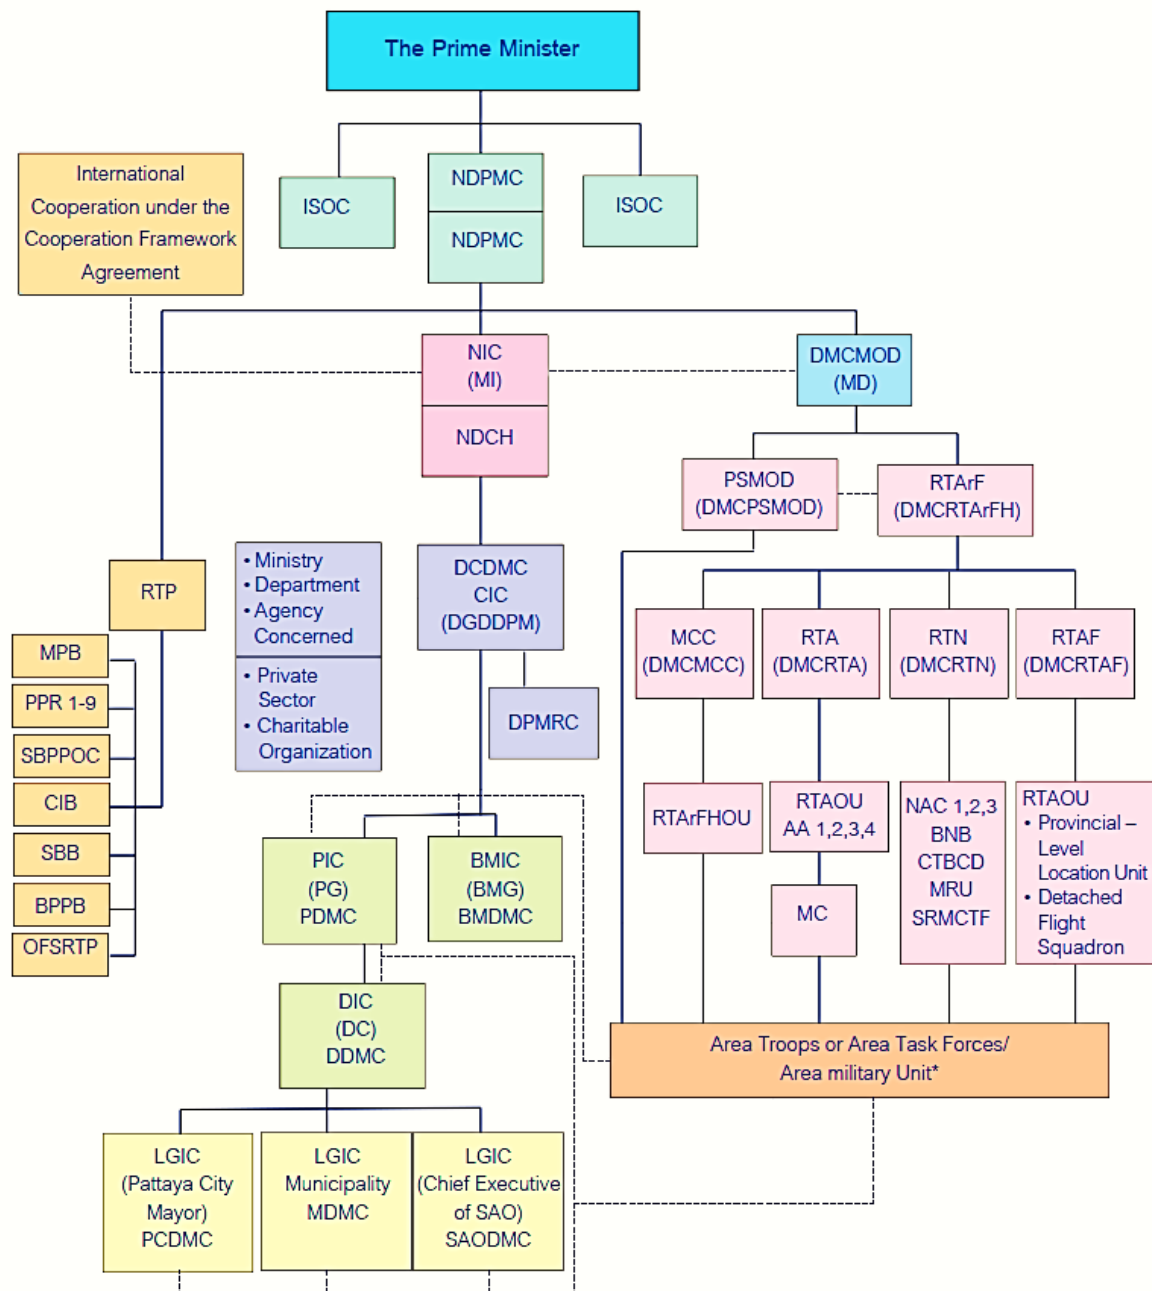 The Prime Minister
International
Cooperation under the
Cooperation Framework
Agreement
ISOC
NDPMC
NDPMC
ISOC
NIC
(MI)
NDCH
DMCMOD
(MD)
PSMOD
(DMCPSMOD)
RTArF
(DMCRTArFH)
RTP
• Ministry
• Department
• Agency
Concerned
• Private
Sector
• Charitable
Organization
DCDMC
CIC
(DGDDPM)
DPMRC
MCC
(DMCMCC)
RTA
(DMCRTA)
RTN
(DMCRTN)
RTAF
(DMCRTAF)
MPB
PPR 1-9
SBPPOC
CIB
SBB
BPPB
OFSRTP
RTArFHOU
RTAOU
AA 1,2,3,4
MC
NAC 1,2,3
BNB
CTBCD
MRU
SRMCTF
RTAOU
• Provincial –
Level
Location Unit
• Detached
Flight
Squadron
PIC
(PG)
PDMC
BMIC
(BMG)
BMDMC
DIC
(DC)
DDMC
Area Troops or Area Task Forces/
Area military Unit*
LGIC
(Pattaya City
Mayor)
PCDMC
LGIC
Municipality
MDMC
LGIC
(Chief Executive
of SAO)
SAODMC